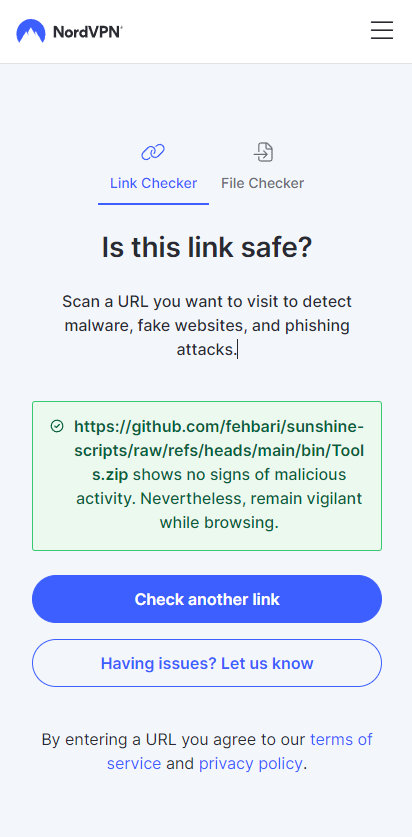 NordVPN®
Link Checker
File Checker
Is this link safe?
Scan a URL you want to visit to detect
malware, fake websites, and phishing
attacks.
https://github.com/fehbari/sunshine-
scripts/raw/refs/heads/main/bin/Tool
s.zip shows no signs of malicious
activity. Nevertheless, remain vigilant
while browsing.
Check another link
Having issues? Let us know
By entering a URL you agree to our terms of
service and privacy policy.